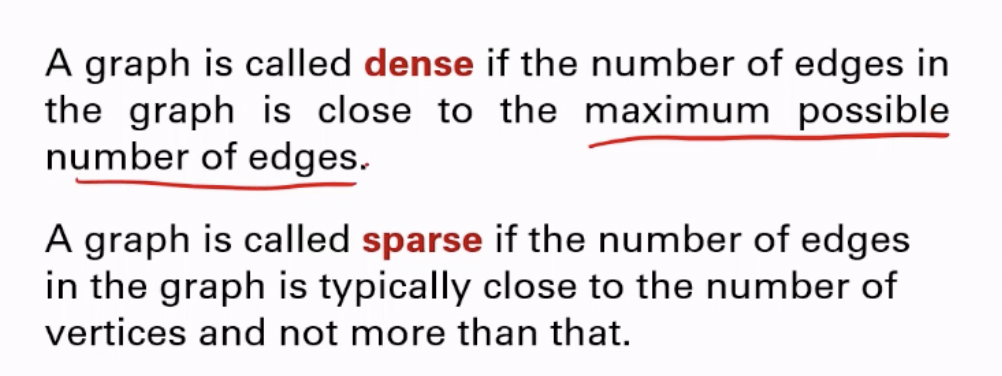 A graph is called dense if the number of edges in
the graph is close to the maximum possible
number of edges.
A graph is called sparse if the number of edges
in the graph is typically close to the number of
vertices and not more than that.